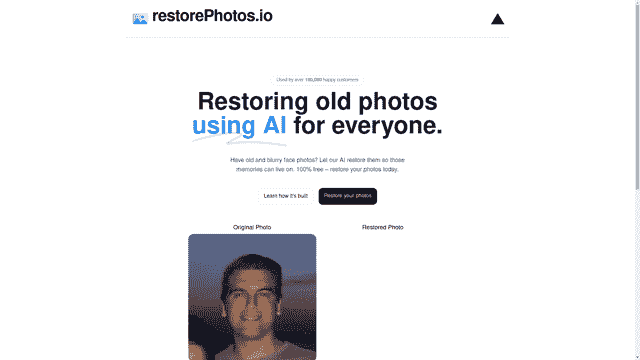 restorePhotos.io
Used by over 100,000 happy customers
Restoring old photos
using AI for everyone.
Have old and blurry face photos? Let our AI restore them so those
memories can live on. 100% free – restore your photos today.
Learn how it's built
Restore your photos
Original Photo
Restored Photo